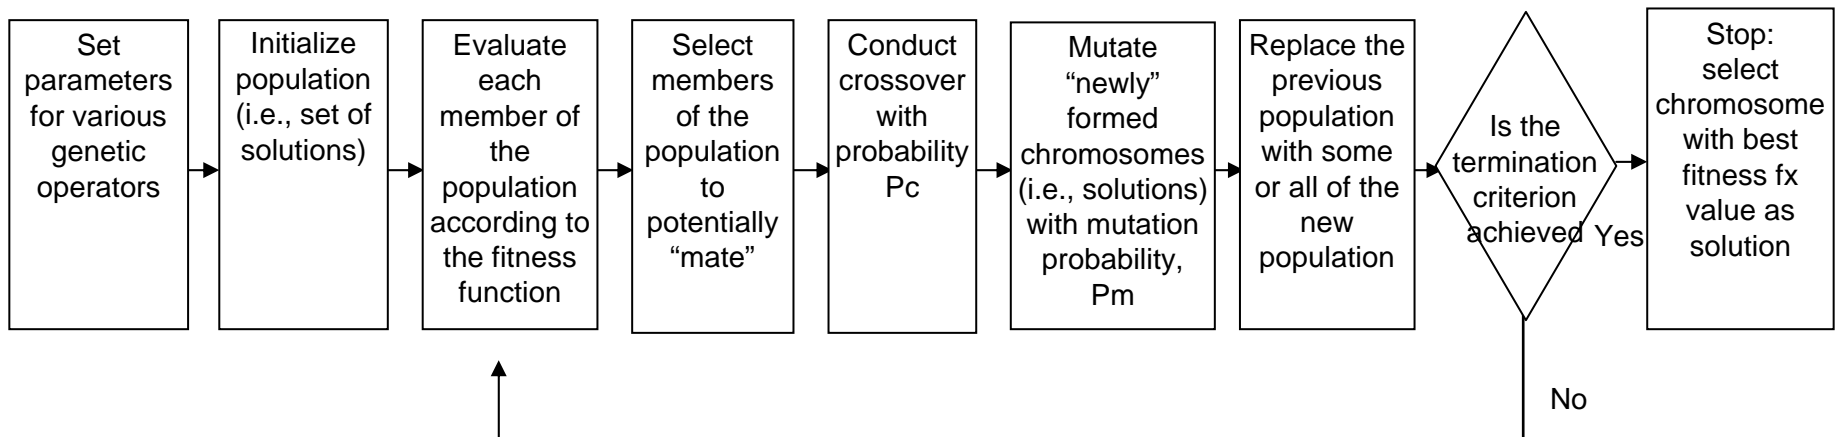 Set
parameters
for various
genetic
operators
Initialize
population
(i.e., set of
solutions)
Evaluate
each
member of
the
population
according to
the fitness
function
Select
members
of the
population
to
potentially
“mate”
Conduct
crossover
with
probability
Pc
Mutate
“newly”
formed
chromosomes
(i.e., solutions)
with mutation
probability,
Pm
Replace the
previous
population
with some
or all of the
new
population
Is the
termination
criterion
achieved
Yes
No
Stop:
select
chromosome
with best
fitness fx
value as
solution